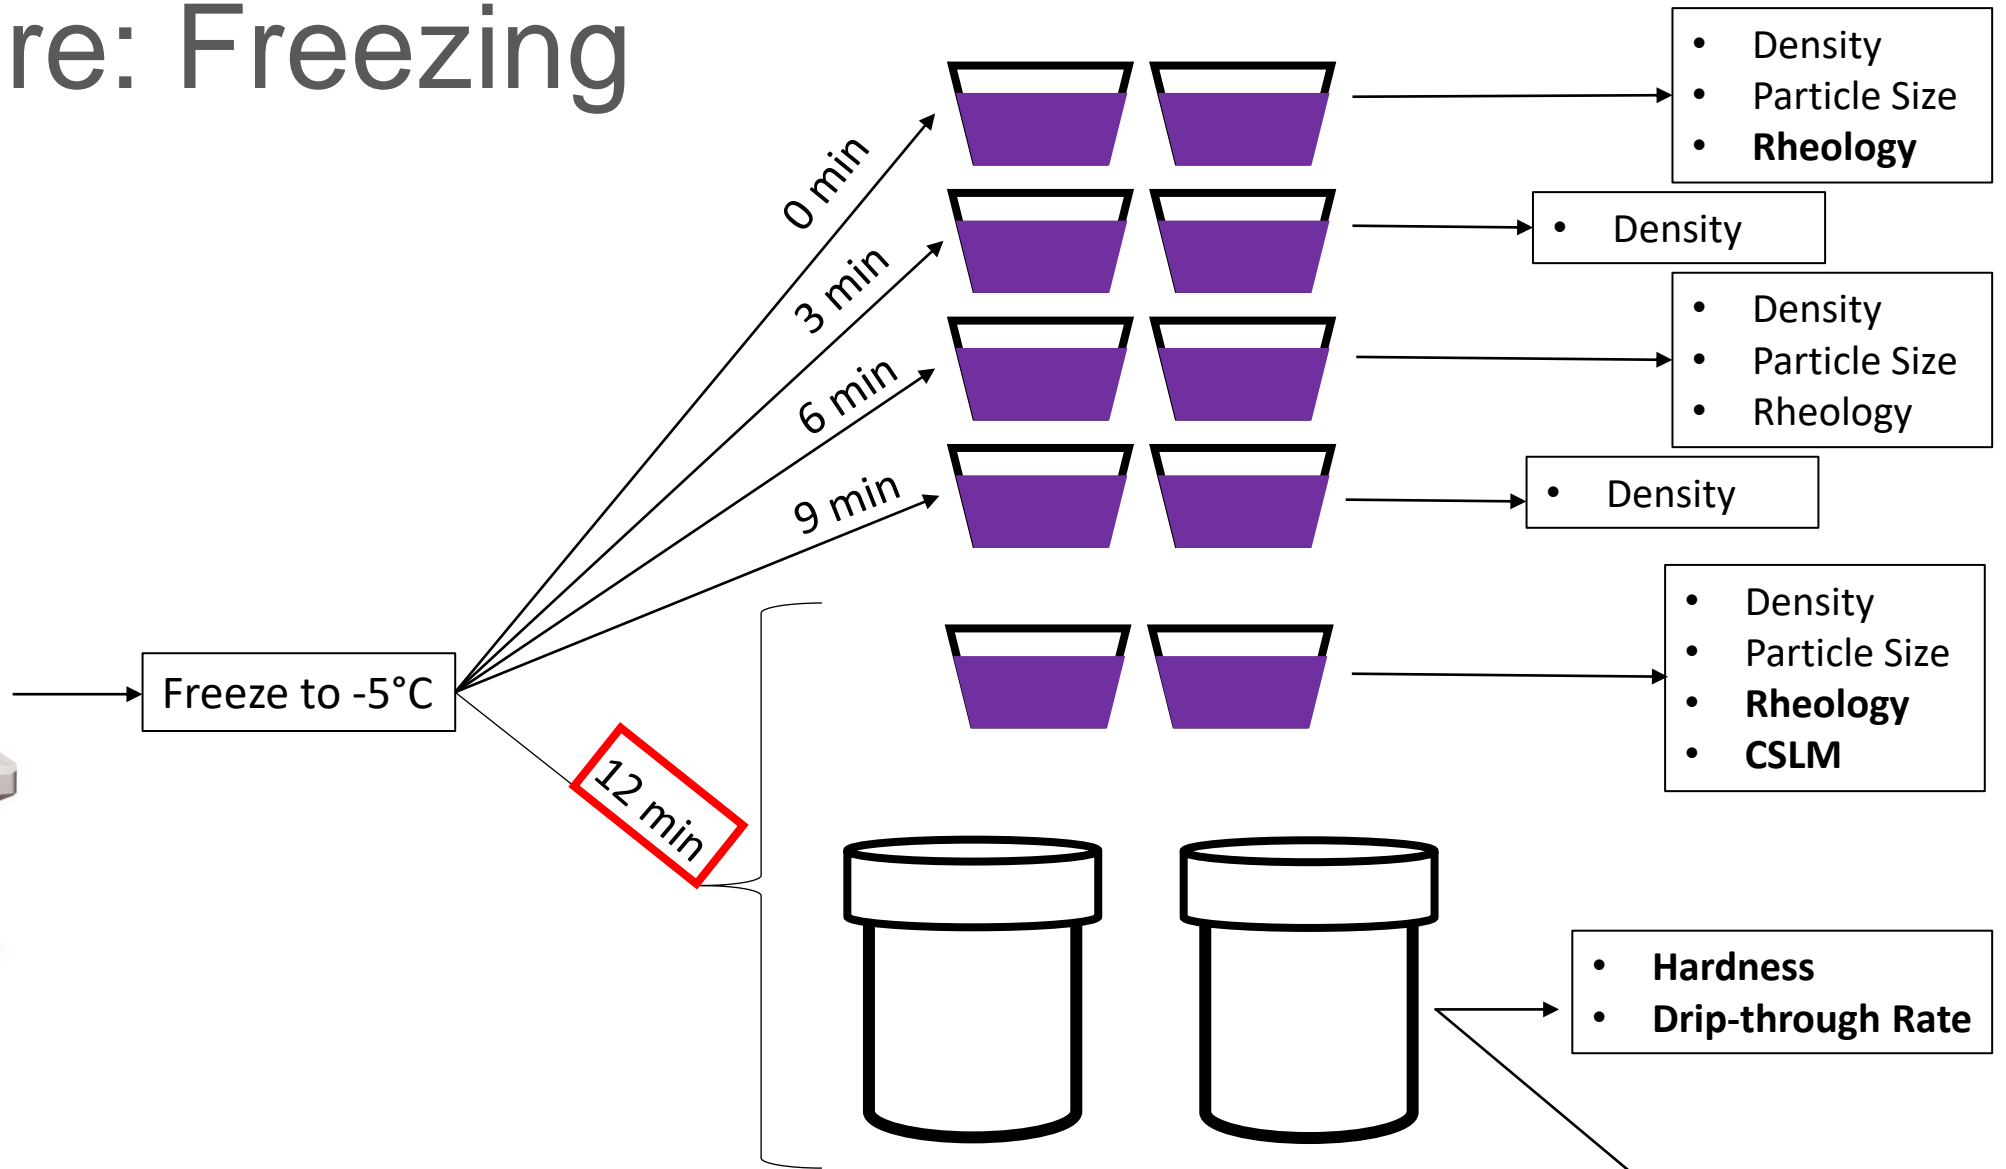 re: Freezing
• Density
• Particle Size
• Rheology
0 min
• Density
3 min
• Density
• Particle Size
• Rheology
6 min
• Density
9 min
• Density
• Particle Size
• Rheology
• CSLM
Freeze to -5°C
12 min
• Hardness
• Drip-through Rate